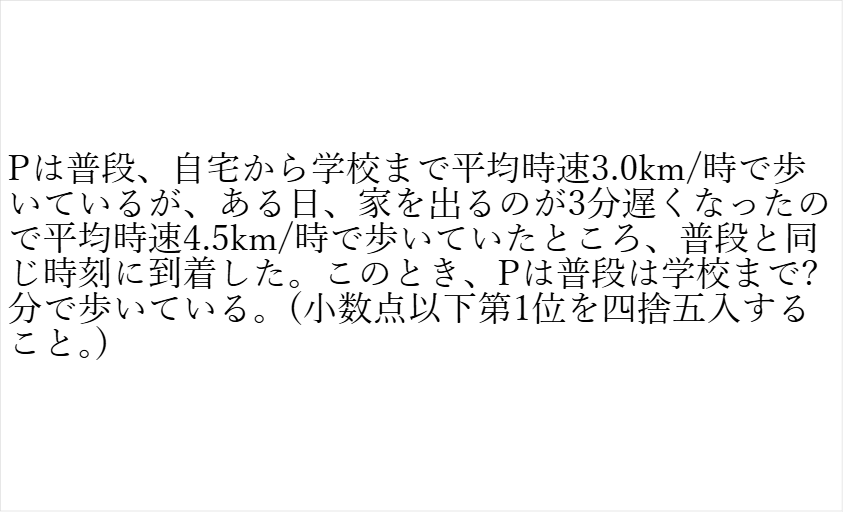 Pは普段、自宅から学校まで平均時速3.0km/時で歩
いているが、ある日、家を出るのが3分遅くなったの
で平均時速4.5km/時で歩いていたところ、普段と同
じ時刻に到着した。このとき、Pは普段は学校まで?
分で歩いている。(小数点以下第1位を四捨五入する
こと。)